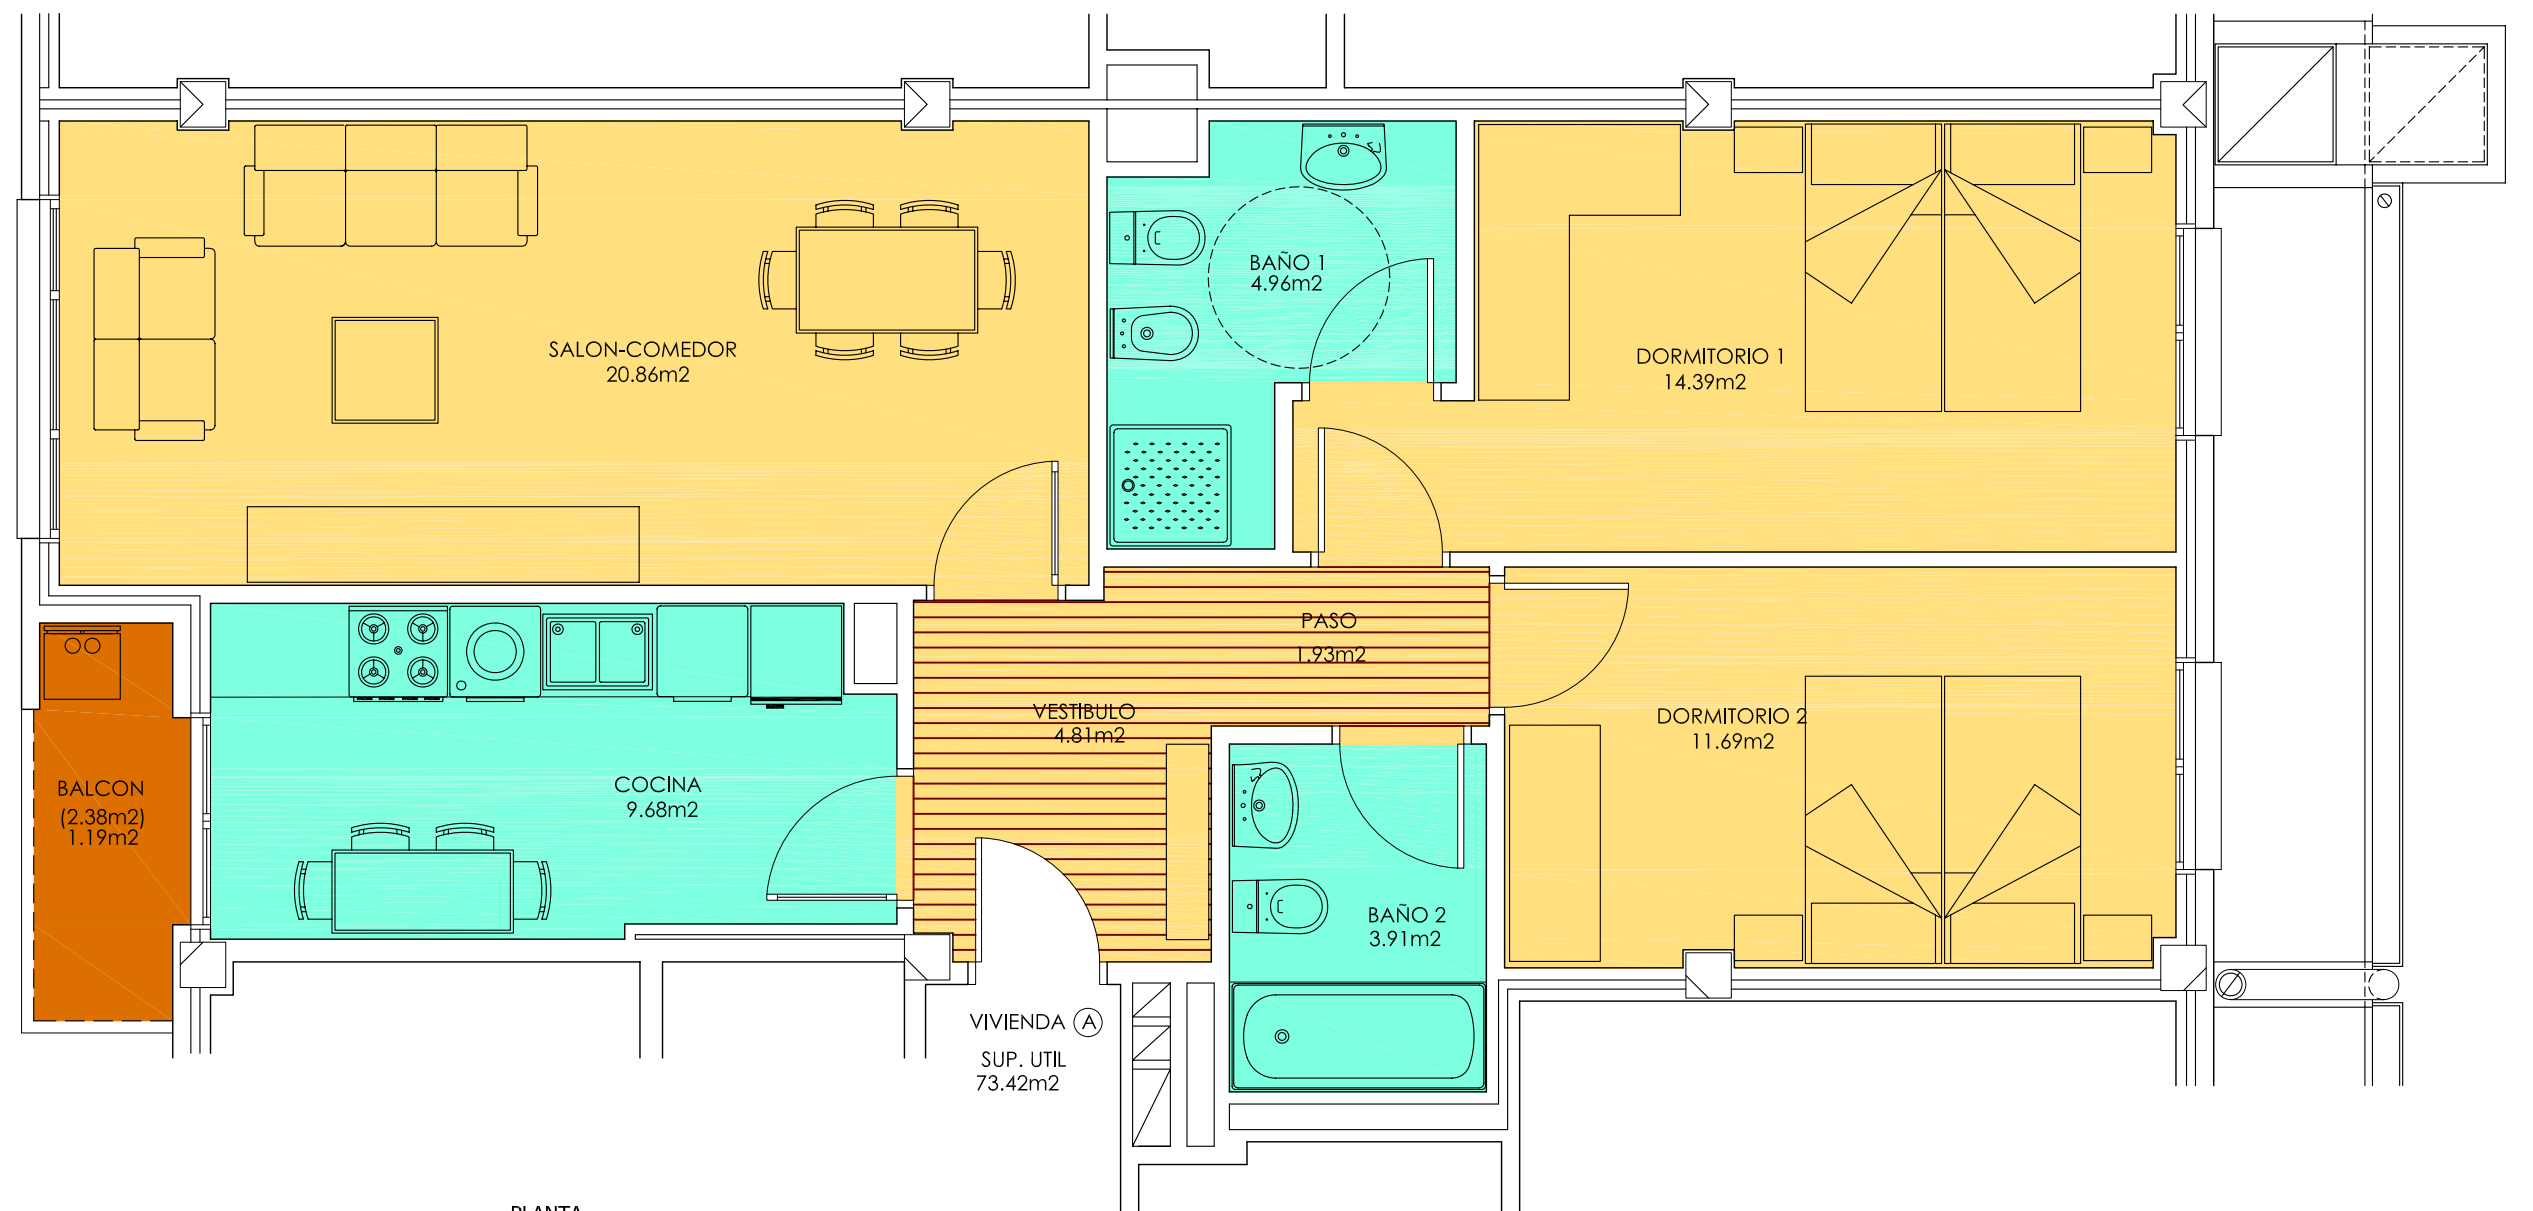 BAÑO 1
4.96m2
SALON-COMEDOR
20.86m2
DORMITORIO 1
14.39m2
PASO
1.93m2
VESTIBULO
4.81m2
DORMITORIO 2
11.69m2
BALCON
(2.38m2)
1.19m2
COCINA
9.68m2
BAÑO 2
3.91m2
VIVIENDA A
SUP. UTIL
73.42m2
PLANTA